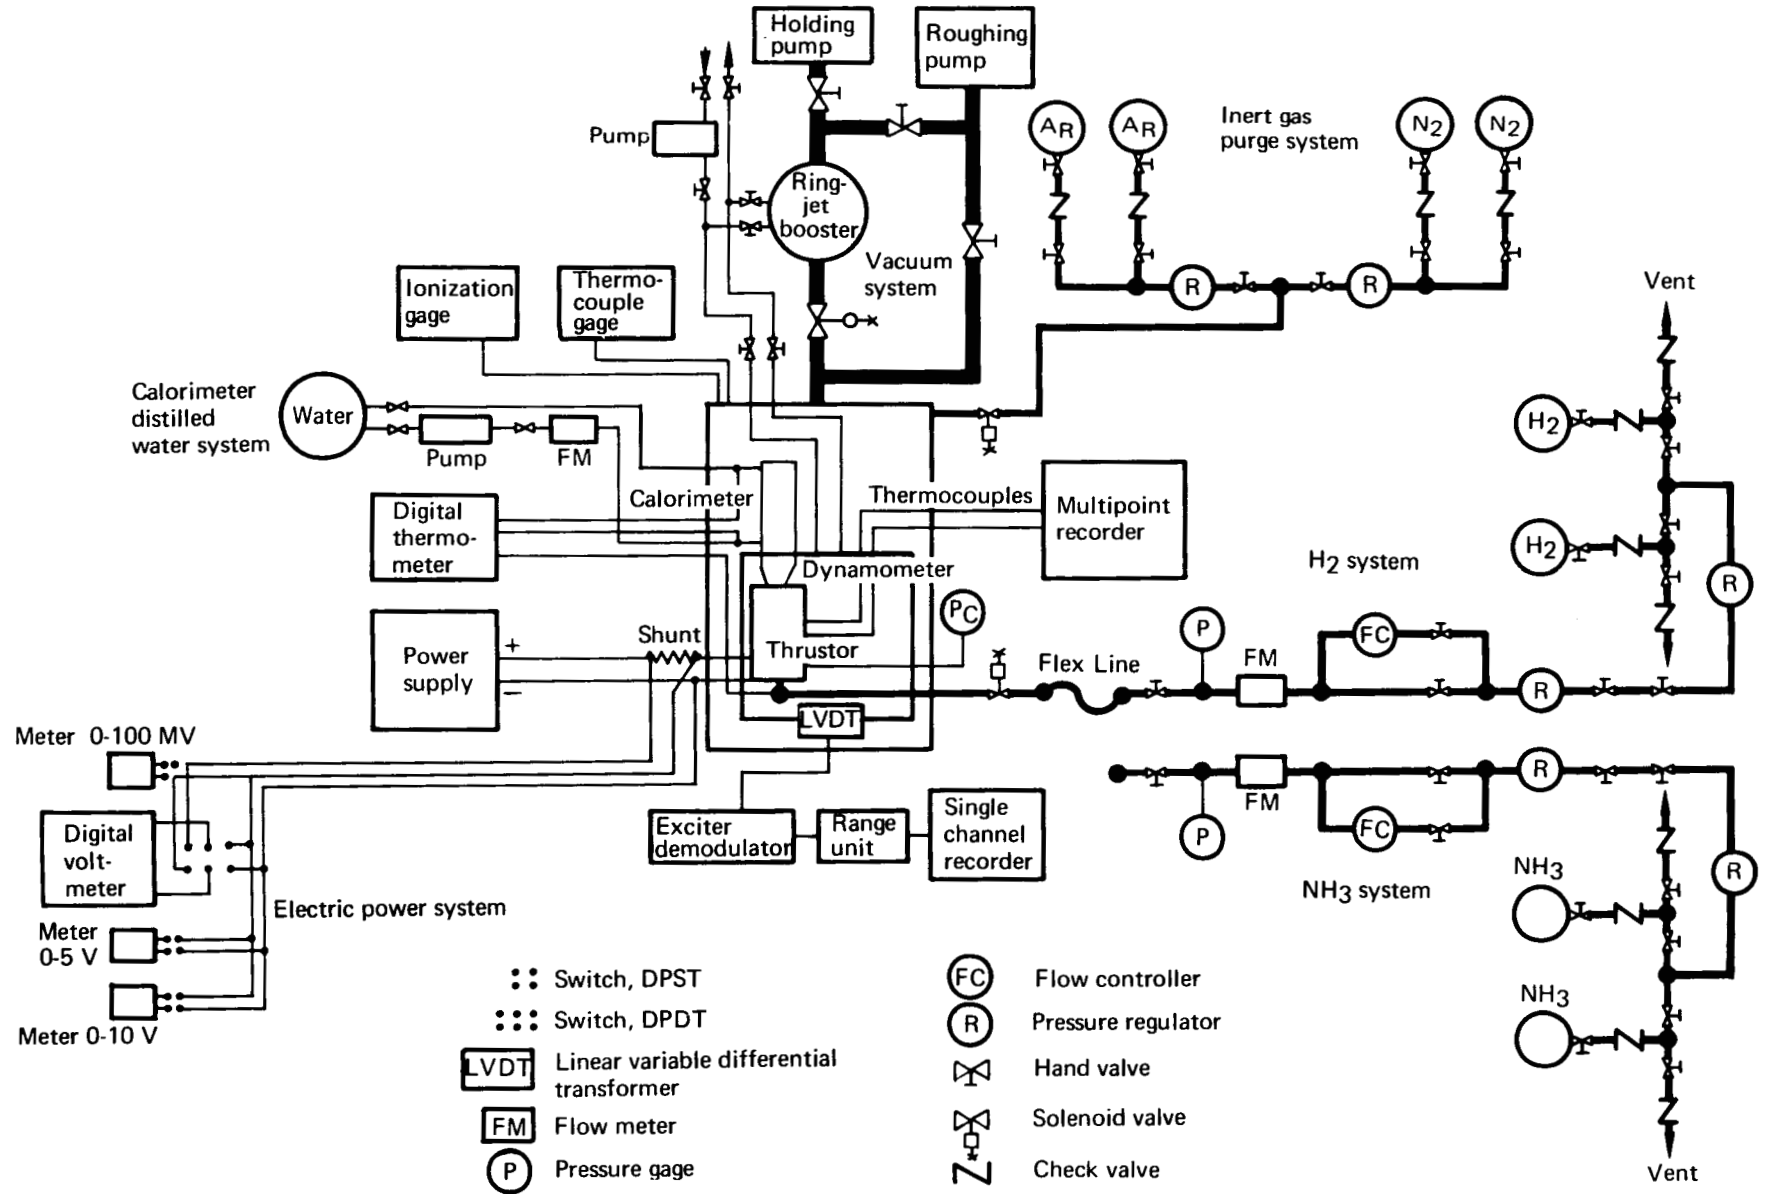 Holding
pump
Roughing
pump
Pump
Ring-
jet
booster
Vacuum
system
AR
AR
Inert gas
purge system
N2
N2
R
R
Ionization
gage
Thermo-
couple
gage
Calorimeter
distilled
water system
Water
Pump
FM
Calorimeter
Digital
thermo-
meter
Thermocouples
Multipoint
recorder
Dynamometer
PC
Power
supply
+
–
Shunt
Thrustor
LVDT
Flex Line
P
FM
FC
R
H2 system
Vent
H2
H2
R
Meter 0-100 MV
Digital
volt-
meter
Meter
0-5 V
Meter 0-10 V
Electric power system
Exciter
demodulator
Range
unit
Single
channel
recorder
P
FM
FC
R
NH3 system
R
NH3
NH3
Vent
Switch, DPST
Switch, DPDT
LVDT
Linear variable differential
transformer
FM
Flow meter
P
Pressure gage
FC
Flow controller
R
Pressure regulator
Hand valve
Solenoid valve
Check valve